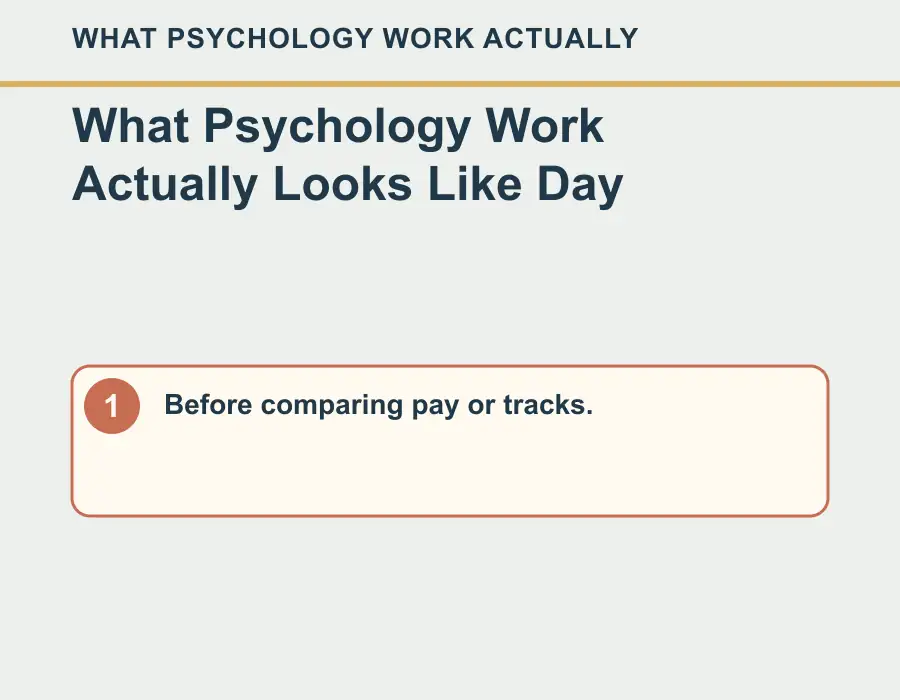 WHAT PSYCHOLOGY WORK ACTUALLY
What Psychology Work
Actually Looks Like Day
1 Before comparing pay or tracks.